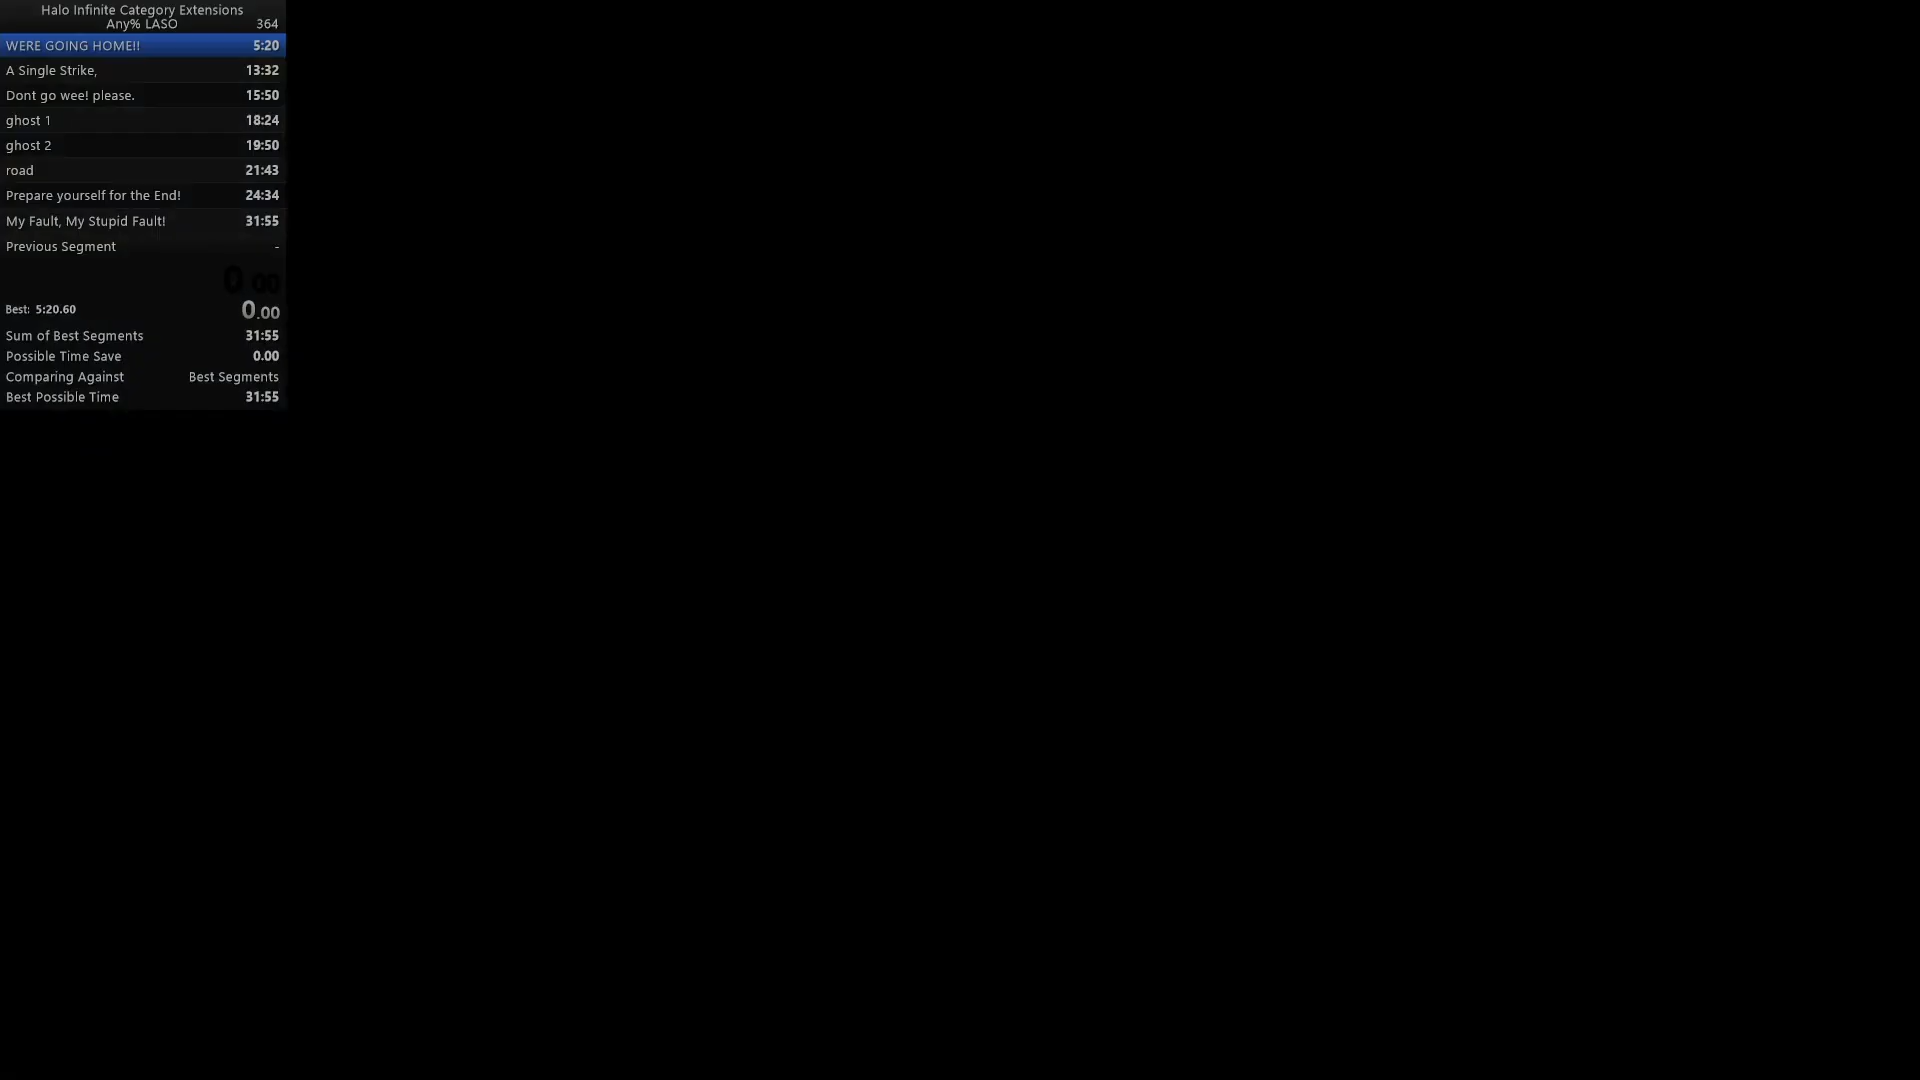 Halo Infinite Category Extensions
Any% LASO 364
WERE GOING HOME!! 5:20
A Single Strike, 13:32
Dont go wee! please. 15:50
ghost 1 18:24
ghost 2 19:50
road 21:43
Prepare yourself for the End! 24:34
My Fault, My Stupid Fault! 31:55
Previous Segment -
0.00
Best: 5:20.60 0.00
Sum of Best Segments 31:55
Possible Time Save 0.00
Comparing Against Best Segments
Best Possible Time 31:55